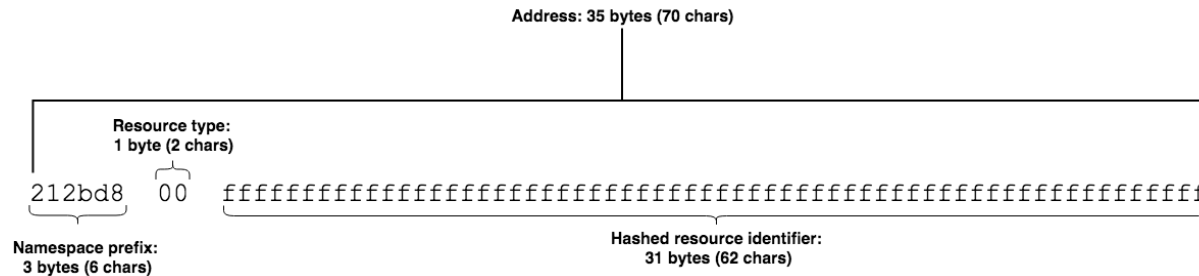 Address: 35 bytes (70 chars)
Resource type:
1 byte (2 chars)
212bd8 00 ffffffffffffffffffffffffffffffffffffffffffffffffffffffffffffff
Namespace prefix:
3 bytes (6 chars)
Hashed resource identifier:
31 bytes (62 chars)